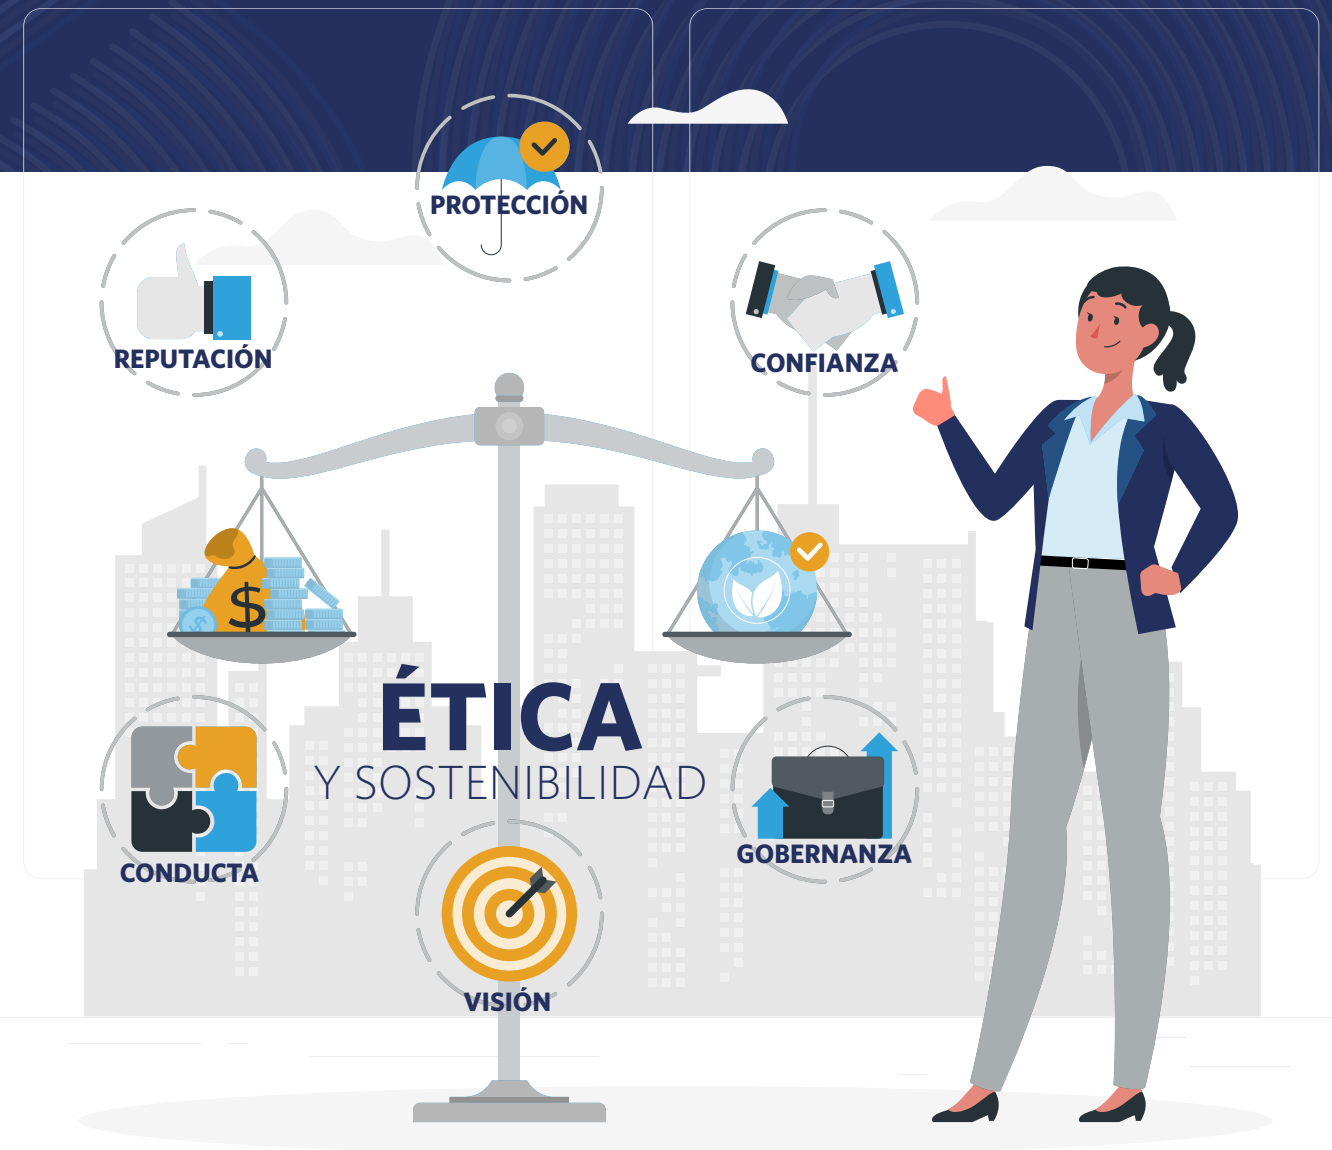 PROTECCIÓN
REPUTACIÓN
CONFIANZA
$
$
ÉTICA
Y SOSTENIBILIDAD
CONDUCTA
GOBERNANZA
VISIÓN